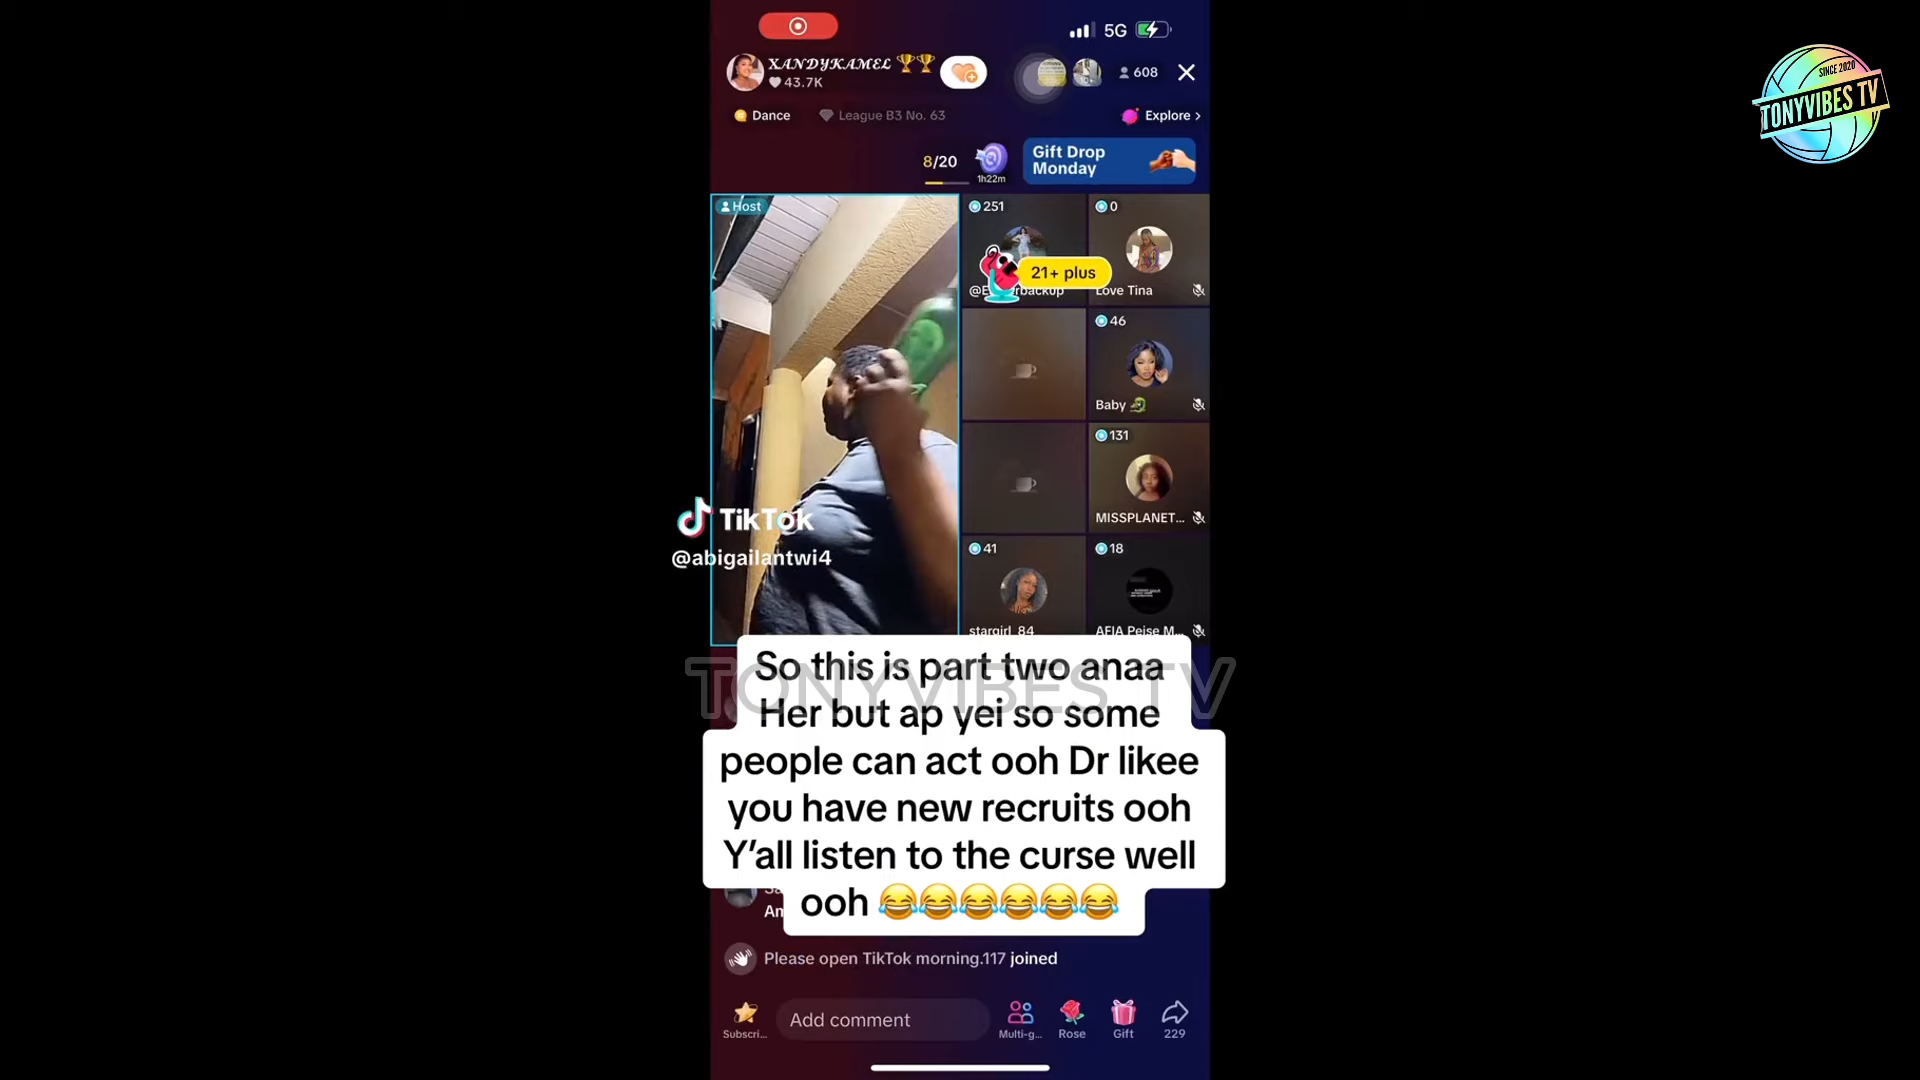 5G
XANDYKAMEL 🏆🏆
43.7K
608
Dance
League B3 No. 63
Explore >
8/20
1h22m
Gift Drop
Monday
SINCE 2020
TONYVIBES TV
Host
251
0
21+ plus
Love Tina
46
Baby
131
MISSPLANET...
41
18
stargirl_84
AFIA Peise M...
TikTok
@abigailantwi4
TONYVIBES TV
So this is part two anaa
Her but ap yei so some
people can act ooh Dr likee
you have new recruits ooh
Y’all listen to the curse well
ooh 😂😂😂😂😂😂
Please open TikTok morning.117 joined
Add comment
Subscri...
Multi-g...
Rose
Gift
229